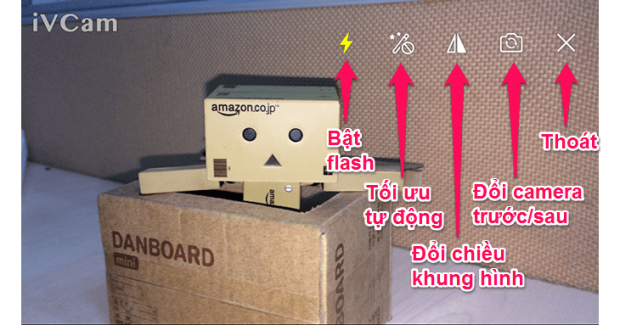 iVCam
amazon.co.jp
Bật
flash
Thoát
Tối ưu
tự động
Đổi camera
trước/sau
Đổi chiều
khung hình
DANBOARD
mini